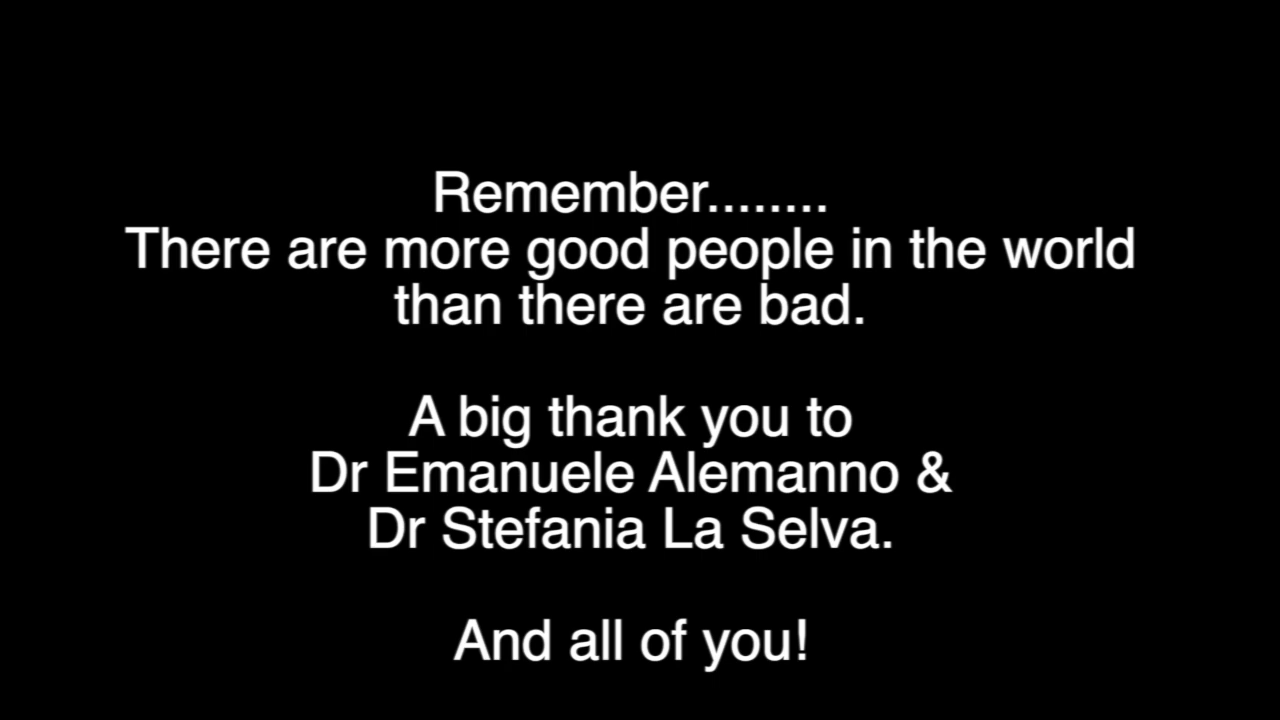 Remember........
There are more good people in the world
than there are bad.
A big thank you to
Dr Emanuele Alemanno &
Dr Stefania La Selva.
And all of you!